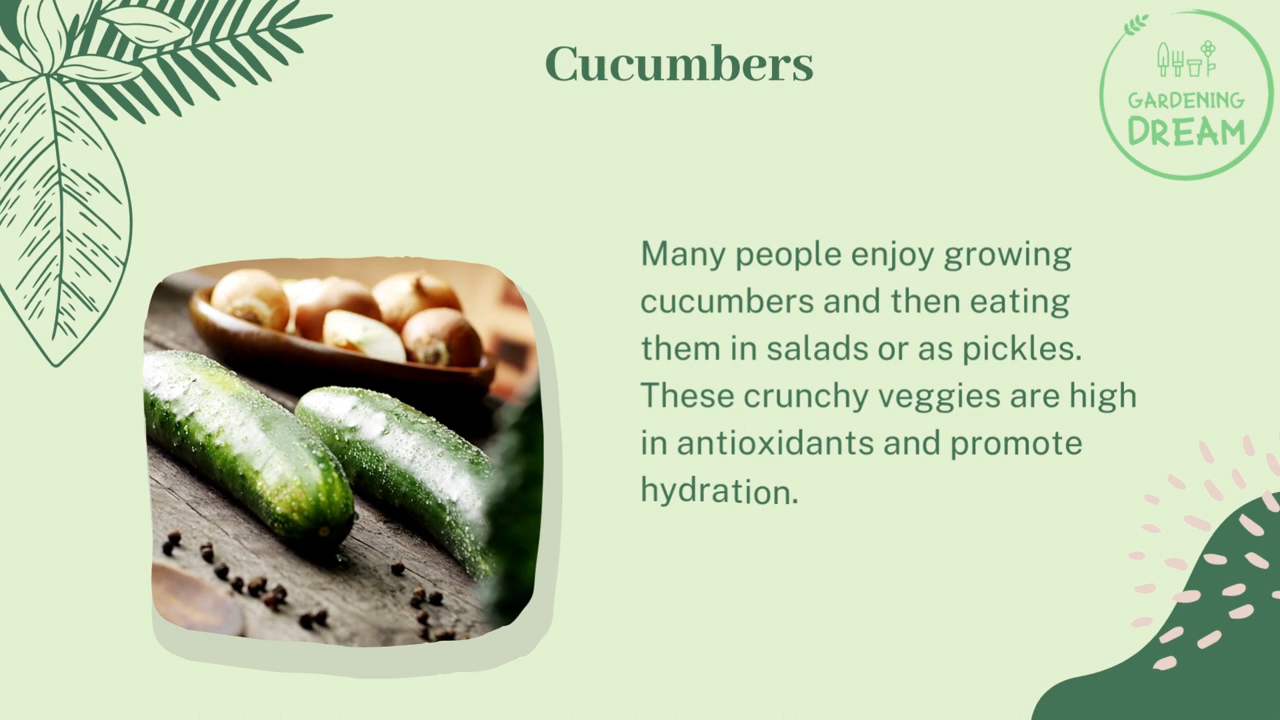 Cucumbers
GARDENING
DREAM
Many people enjoy growing
cucumbers and then eating
them in salads or as pickles.
These crunchy veggies are high
in antioxidants and promote
hydration.